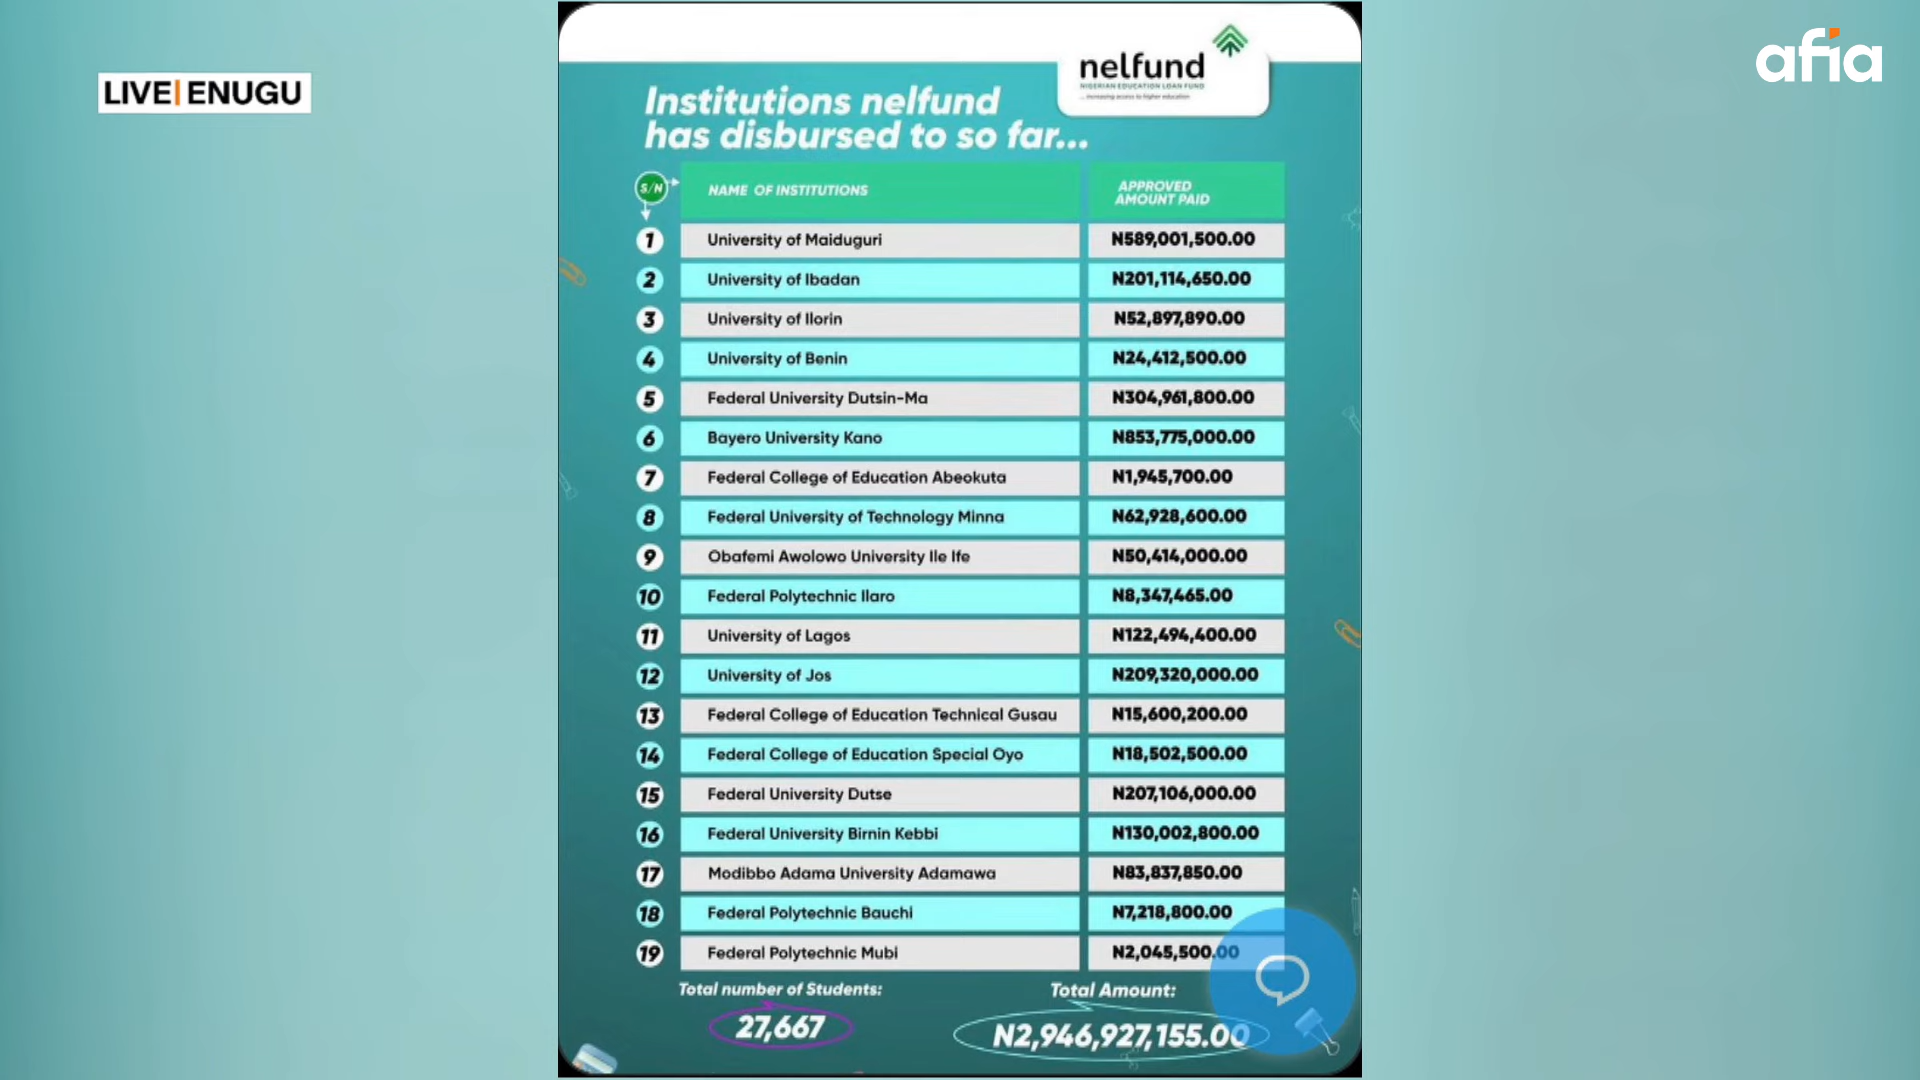 LIVE| ENUGU
afia
nelfund
NIGERIAN EDUCATION LOAN FUND
... increasing access to higher education
Institutions nelfund
has disbursed to so far...
S/N
NAME OF INSTITUTIONS
APPROVED
AMOUNT PAID
1 University of Maiduguri N589,001,500.00
2 University of Ibadan N201,114,650.00
3 University of Ilorin N52,897,890.00
4 University of Benin N24,412,500.00
5 Federal University Dutsin-Ma N304,961,800.00
6 Bayero University Kano N853,775,000.00
7 Federal College of Education Abeokuta N1,945,700.00
8 Federal University of Technology Minna N62,928,600.00
9 Obafemi Awolowo University Ile Ife N50,414,000.00
10 Federal Polytechnic Ilaro N8,347,465.00
11 University of Lagos N122,494,400.00
12 University of Jos N209,320,000.00
13 Federal College of Education Technical Gusau N15,600,200.00
14 Federal College of Education Special Oyo N18,502,500.00
15 Federal University Dutse N207,106,000.00
16 Federal University Birnin Kebbi N130,002,800.00
17 Modibbo Adama University Adamawa N83,837,850.00
18 Federal Polytechnic Bauchi N7,218,800.00
19 Federal Polytechnic Mubi N2,045,500.00
Total number of Students:
27,667
Total Amount:
N2,946,927,155.00